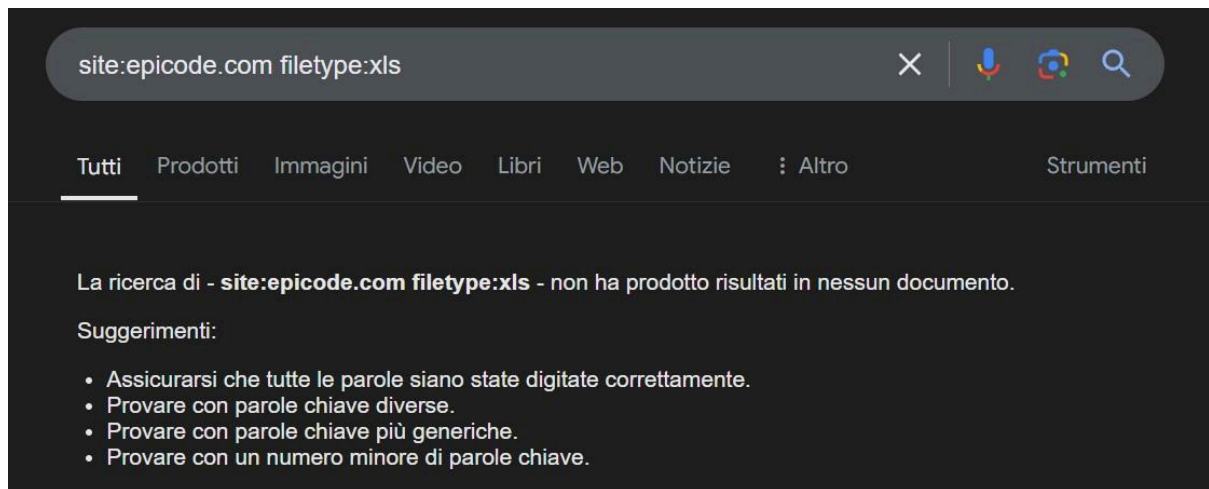 site:epicode.com filetype:xls
Tutti Prodotti Immagini Video Libri Web Notizie Altro Strumenti
La ricerca di - site:epicode.com filetype:xls - non ha prodotto risultati in nessun documento.
Suggerimenti:
• Assicurarsi che tutte le parole siano state digitate correttamente.
• Provare con parole chiave diverse.
• Provare con parole chiave più generiche.
• Provare con un numero minore di parole chiave.